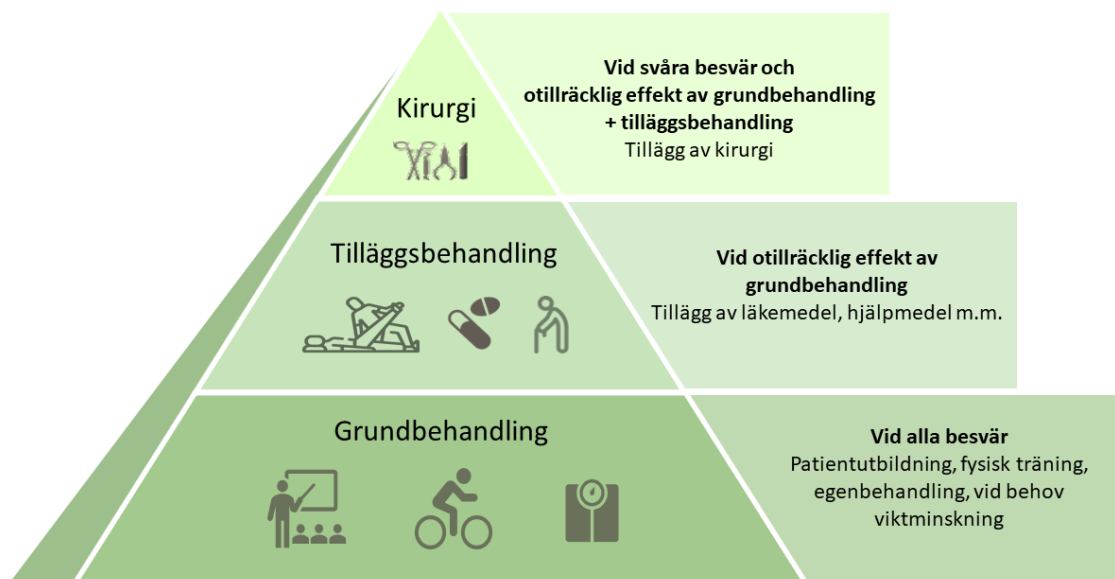 Kirurgi
Vid svåra besvär och
otillräcklig effekt av grundbehandling
+ tilläggsbehandling
Tillägg av kirurgi
Tilläggsbehandling
Vid otillräcklig effekt av
grundbehandling
Tillägg av läkemedel, hjälpmedel m.m.
Grundbehandling
Vid alla besvär
Patientutbildning, fysisk träning,
egenbehandling, vid behov
viktminskning